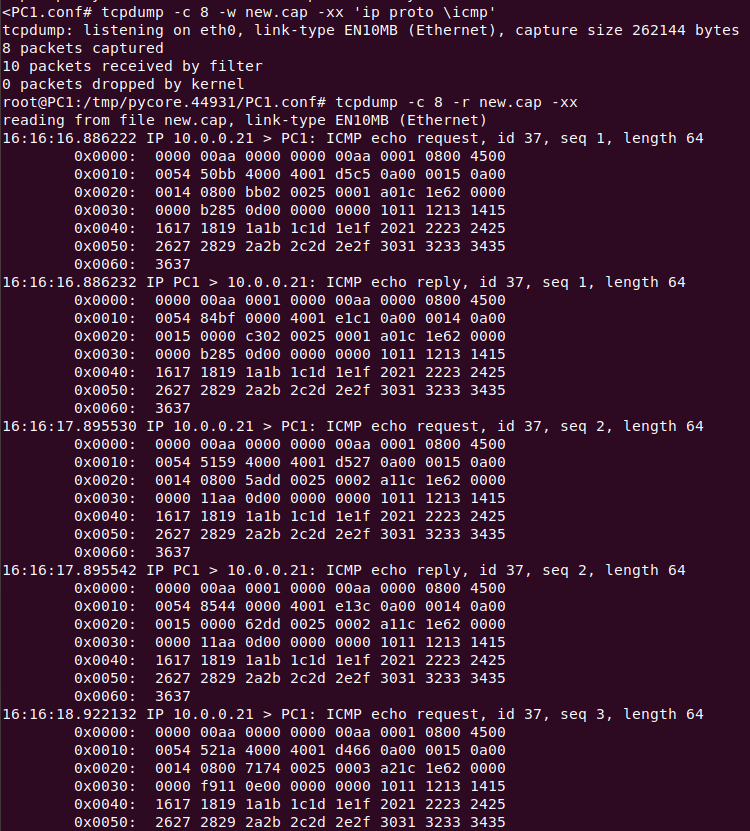 <PC1.conf# tcpdump -c 8 -w new.cap -xx 'ip proto \icmp'
tcpdump: listening on eth0, link-type EN10MB (Ethernet), capture size 262144 bytes
8 packets captured
10 packets received by filter
0 packets dropped by kernel
root@PC1:/tmp/pycore.44931/PC1.conf# tcpdump -c 8 -r new.cap -xx
reading from file new.cap, link-type EN10MB (Ethernet)
16:16:16.886222 IP 10.0.0.21 > PC1: ICMP echo request, id 37, seq 1, length 64
        0x0000:  0000 00aa 0000 0000 00aa 0001 0800 4500
        0x0010:  0054 50bb 4000 4001 d5c5 0a00 0015 0a00
        0x0020:  0014 0800 bb02 0025 0001 a01c 1e62 0000
        0x0030:  0000 b285 0d00 0000 0000 1011 1213 1415
        0x0040:  1617 1819 1a1b 1c1d 1e1f 2021 2223 2425
        0x0050:  2627 2829 2a2b 2c2d 2e2f 3031 3233 3435
        0x0060:  3637
16:16:16.886232 IP PC1 > 10.0.0.21: ICMP echo reply, id 37, seq 1, length 64
        0x0000:  0000 00aa 0001 0000 00aa 0000 0800 4500
        0x0010:  0054 84bf 0000 4001 e1c1 0a00 0014 0a00
        0x0020:  0015 0000 c302 0025 0001 a01c 1e62 0000
        0x0030:  0000 b285 0d00 0000 0000 1011 1213 1415
        0x0040:  1617 1819 1a1b 1c1d 1e1f 2021 2223 2425
        0x0050:  2627 2829 2a2b 2c2d 2e2f 3031 3233 3435
        0x0060:  3637
16:16:17.895530 IP 10.0.0.21 > PC1: ICMP echo request, id 37, seq 2, length 64
        0x0000:  0000 00aa 0000 0000 00aa 0001 0800 4500
        0x0010:  0054 5159 4000 4001 d527 0a00 0015 0a00
        0x0020:  0014 0800 5add 0025 0002 a11c 1e62 0000
        0x0030:  0000 11aa 0d00 0000 0000 1011 1213 1415
        0x0040:  1617 1819 1a1b 1c1d 1e1f 2021 2223 2425
        0x0050:  2627 2829 2a2b 2c2d 2e2f 3031 3233 3435
        0x0060:  3637
16:16:17.895542 IP PC1 > 10.0.0.21: ICMP echo reply, id 37, seq 2, length 64
        0x0000:  0000 00aa 0001 0000 00aa 0000 0800 4500
        0x0010:  0054 8544 0000 4001 e13c 0a00 0014 0a00
        0x0020:  0015 0000 62dd 0025 0002 a11c 1e62 0000
        0x0030:  0000 11aa 0d00 0000 0000 1011 1213 1415
        0x0040:  1617 1819 1a1b 1c1d 1e1f 2021 2223 2425
        0x0050:  2627 2829 2a2b 2c2d 2e2f 3031 3233 3435
        0x0060:  3637
16:16:18.922132 IP 10.0.0.21 > PC1: ICMP echo request, id 37, seq 3, length 64
        0x0000:  0000 00aa 0000 0000 00aa 0001 0800 4500
        0x0010:  0054 521a 4000 4001 d466 0a00 0015 0a00
        0x0020:  0014 0800 7174 0025 0003 a21c 1e62 0000
        0x0030:  0000 f911 0e00 0000 0000 1011 1213 1415
        0x0040:  1617 1819 1a1b 1c1d 1e1f 2021 2223 2425
        0x0050:  2627 2829 2a2b 2c2d 2e2f 3031 3233 3435